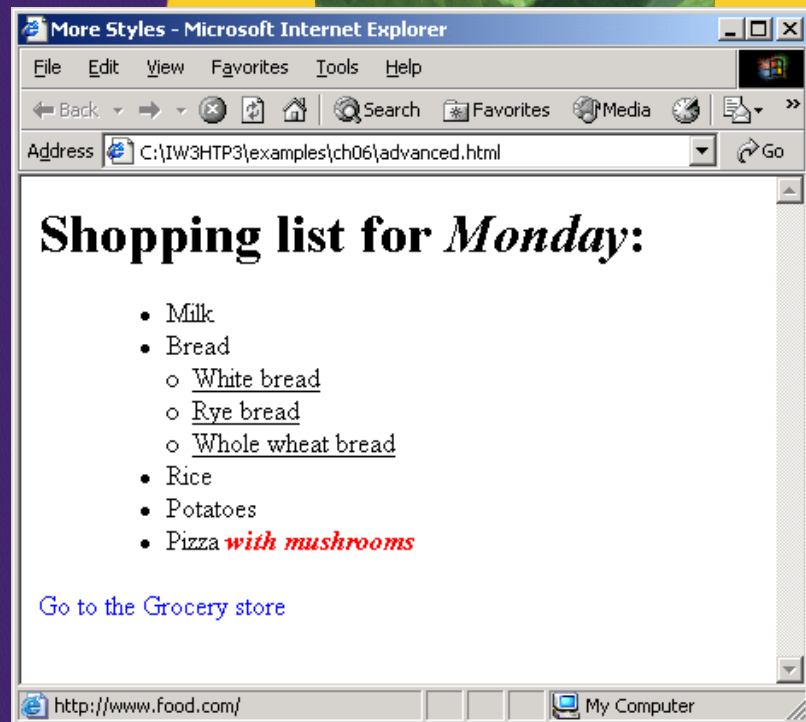 More Styles - Microsoft Internet Explorer
File Edit View Favorites Tools Help
Back Search Favorites Media »
Address C:\IW3HTP3\examples\ch06\advanced.html Go
Shopping list for Monday:
• Milk
• Bread
o White bread
o Rye bread
o Whole wheat bread
• Rice
• Potatoes
• Pizza with mushrooms
Go to the Grocery store
http://www.food.com/ My Computer